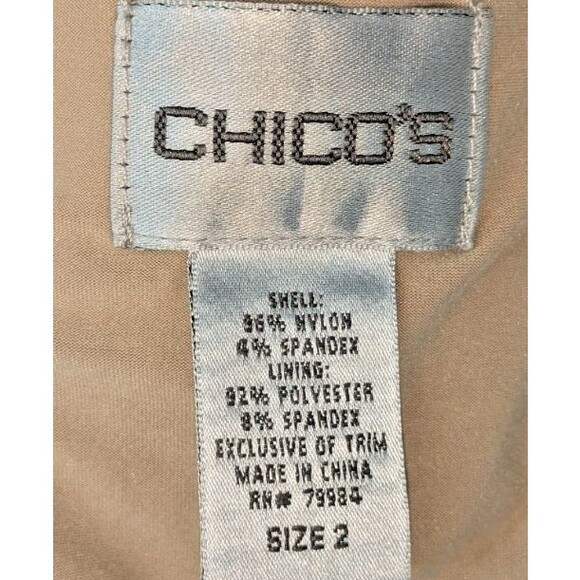 CHICO'S
SHELL:
96% NYLON
4% SPANDEX
LINING:
92% POLYESTER
8% SPANDEX
EXCLUSIVE OF TRIM
MADE IN CHINA
RN# 79984
SIZE 2